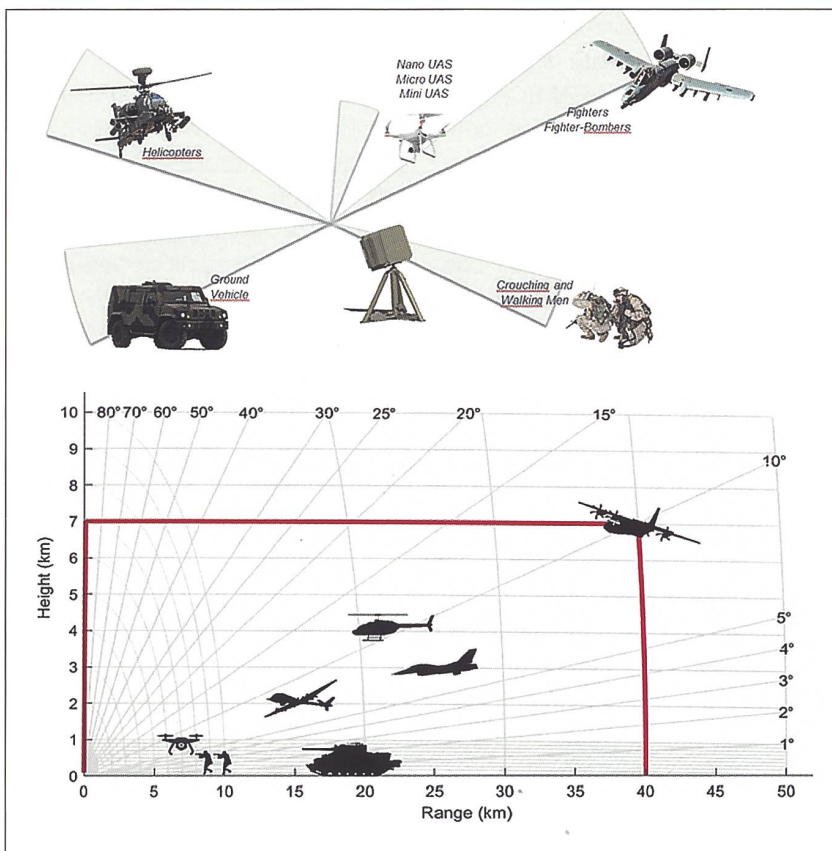 Nano UAS
Micro UAS
Mini UAS
Helicopters
Fighters
Fighter-Bombers
Ground
Vehicle
Crouching and
Walking Men
10 80° 70° 60° 50° 40° 30° 25° 20° 15°
9
8
10°
7
6
5
4
5°
3
4°
2
3°
1
2°
0
1°
Height (km)
0 5 10 15 20 25 30 35 40 45 50
Range (km)